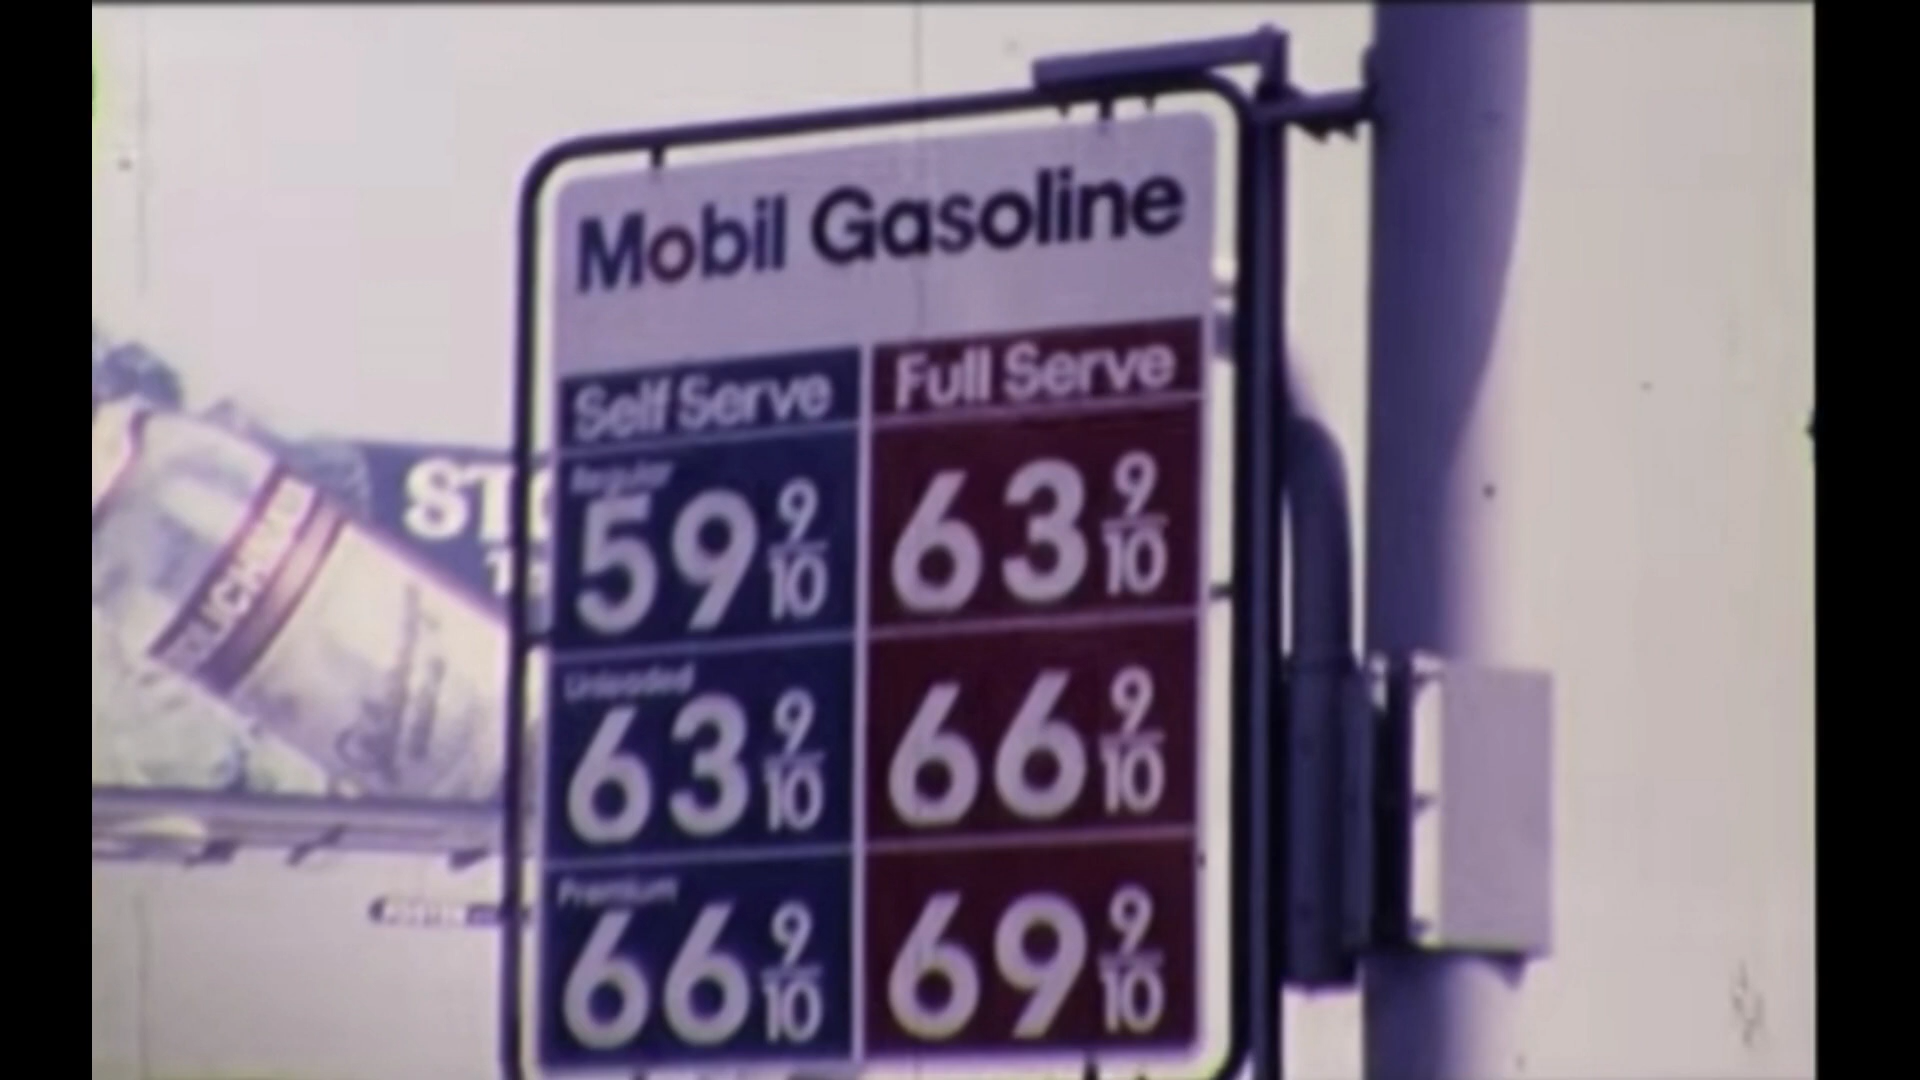 Mobil Gasoline
Self Serve
Full Serve
Regular
59 9/10
63 9/10
Unleaded
63 9/10
66 9/10
Premium
66 9/10
69 9/10